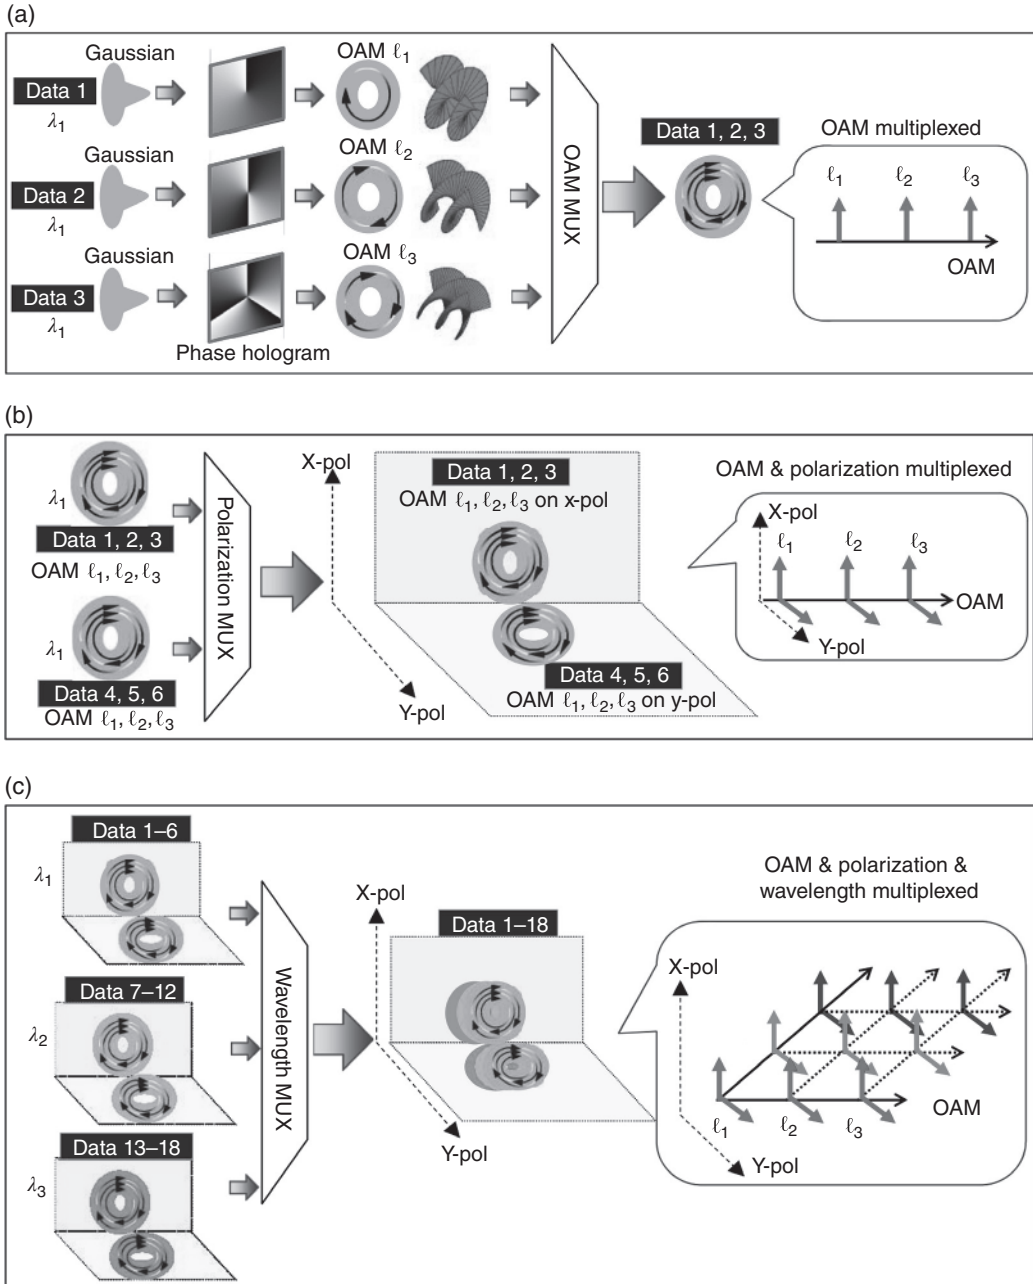 (a)
Gaussian
Data 1
λ1
OAM ℓ1
Gaussian
Data 2
λ1
OAM ℓ2
Gaussian
Data 3
λ1
OAM ℓ3
Phase hologram
OAM MUX
Data 1, 2, 3
OAM multiplexed
ℓ1 ℓ2 ℓ3
OAM
(b)
λ1
Data 1, 2, 3
OAM ℓ1, ℓ2, ℓ3
λ1
Data 4, 5, 6
OAM ℓ1, ℓ2, ℓ3
Polarization MUX
X-pol
Y-pol
Data 1, 2, 3
OAM ℓ1, ℓ2, ℓ3 on x-pol
Data 4, 5, 6
OAM ℓ1, ℓ2, ℓ3 on y-pol
OAM & polarization multiplexed
X-pol
ℓ1 ℓ2 ℓ3
OAM
Y-pol
(c)
Data 1–6
λ1
Data 7–12
λ2
Data 13–18
λ3
Wavelength MUX
X-pol
Y-pol
Data 1–18
OAM & polarization &
wavelength multiplexed
X-pol
ℓ1 ℓ2 ℓ3
OAM
Y-pol